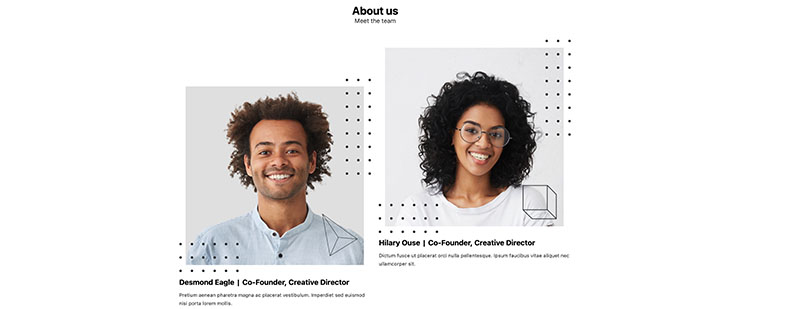 About us
Meet the team
Desmond Eagle | Co-Founder, Creative Director
Pretium aenean pharetra magna ac placerat vestibulum. Imperdiet sed euismod
nisi porta lorem mollis.
Hilary Ouse | Co-Founder, Creative Director
Dictum fusce ut placerat orci nulla pellentesque. Ipsum faucibus vitae aliquet nec
ullamcorper sit.